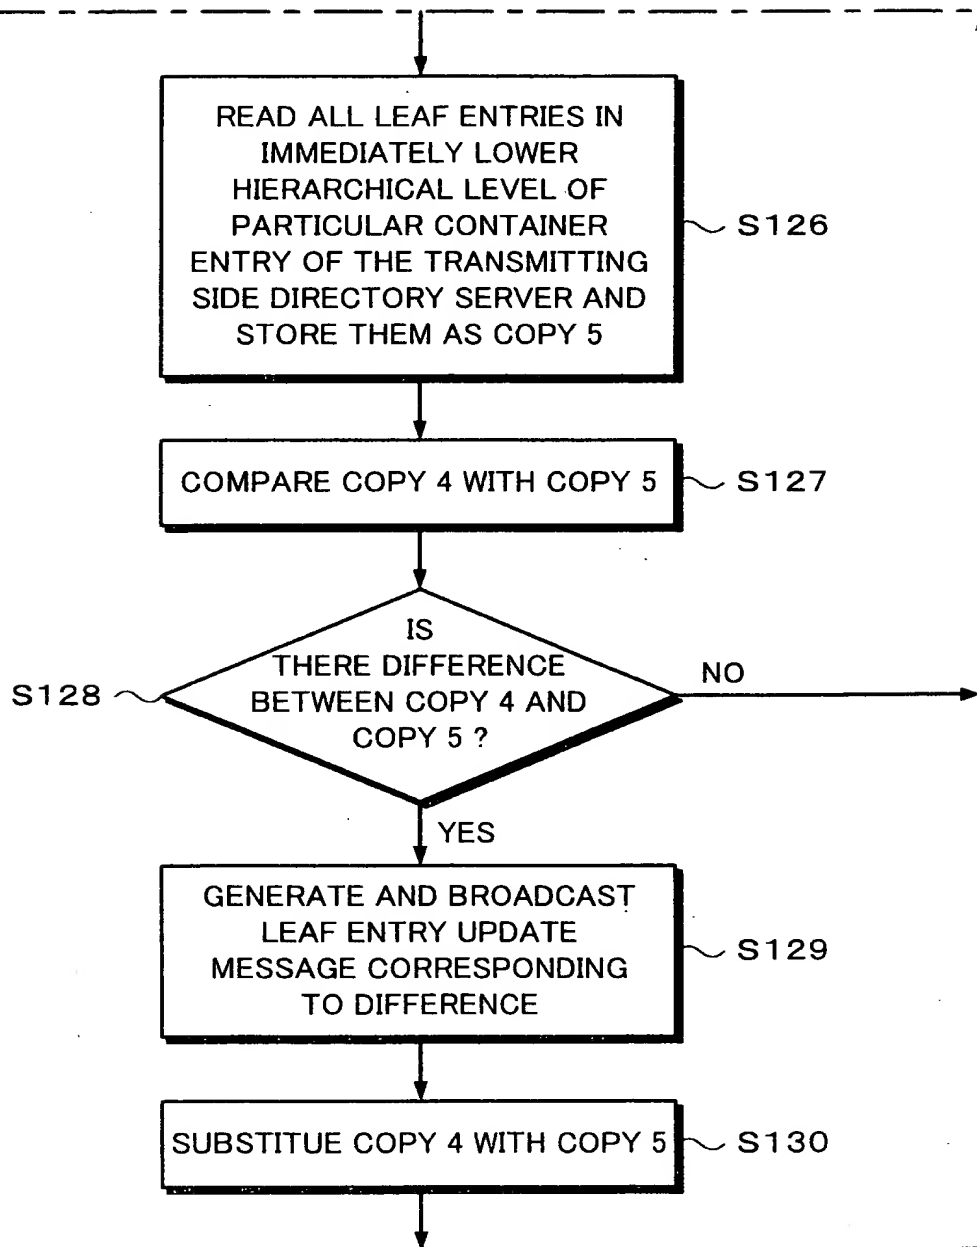 READ ALL LEAF ENTRIES IN
IMMEDIATELY LOWER
HIERARCHICAL LEVEL OF
PARTICULAR CONTAINER
ENTRY OF THE TRANSMITTING
SIDE DIRECTORY SERVER AND
STORE THEM AS COPY 5
S126
COMPARE COPY 4 WITH COPY 5
S127
IS
THERE DIFFERENCE
BETWEEN COPY 4 AND
COPY 5 ?
S128
NO
YES
GENERATE AND BROADCAST
LEAF ENTRY UPDATE
MESSAGE CORRESPONDING
TO DIFFERENCE
S129
SUBSTITUE COPY 4 WITH COPY 5
S130